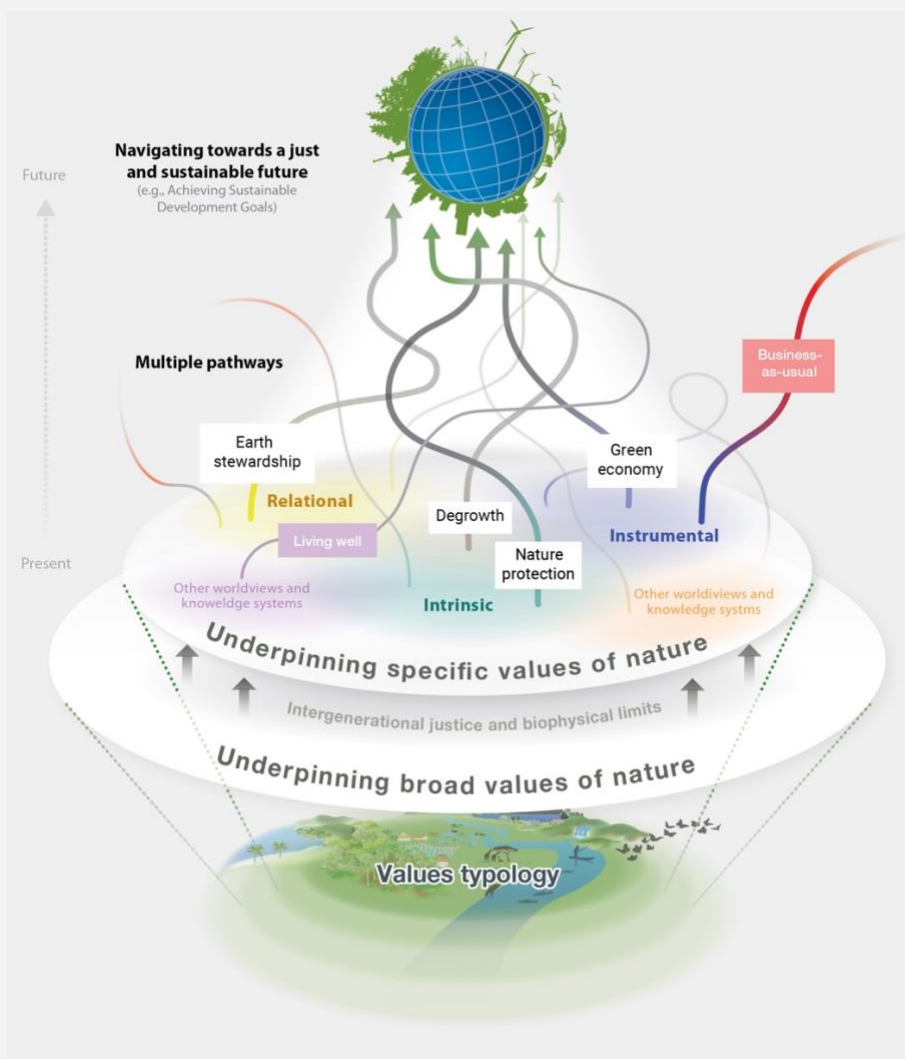 Navigating towards a just
and sustainable future
(e.g., Achieving Sustainable
Development Goals)
Future
Multiple pathways
Business-
as-usual
Earth
stewardship
Green
economy
Relational
Degrowth
Instrumental
Living well
Nature
protection
Present
Other worldviews and
knoweldge systems
Intrinsic
Other worldiviews and
knowledge systms
Underpinning specific values of nature
Intergenerational justice and biophysical limits
Underpinning broad values of nature
Values typology